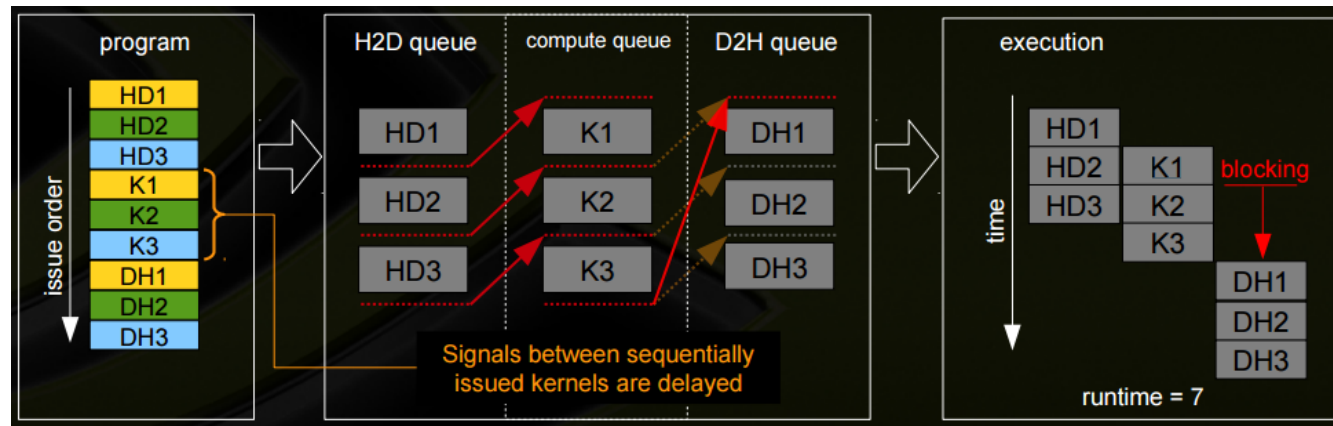 program
issue order
HD1
HD2
HD3
K1
K2
K3
DH1
DH2
DH3
H2D queue
HD1
HD2
HD3
compute queue
K1
K2
K3
D2H queue
DH1
DH2
DH3
Signals between sequentially
issued kernels are delayed
execution
time
HD1
HD2
HD3
K1
K2
K3
blocking
DH1
DH2
DH3
runtime = 7